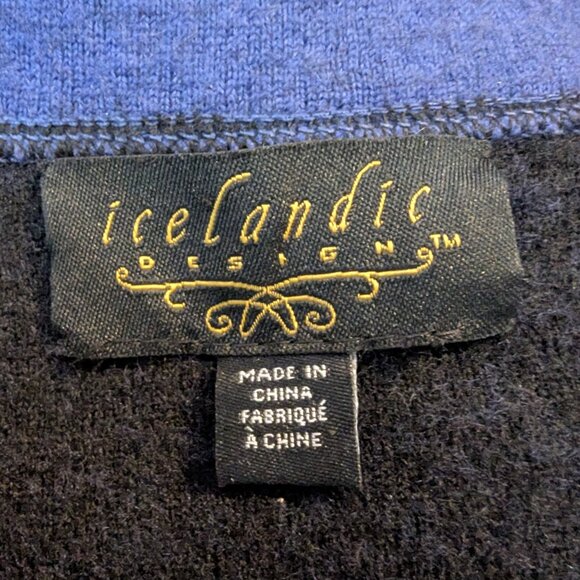 icelandic
DESIGN™
MADE IN
CHINA
FABRIQUÉ
À CHINE